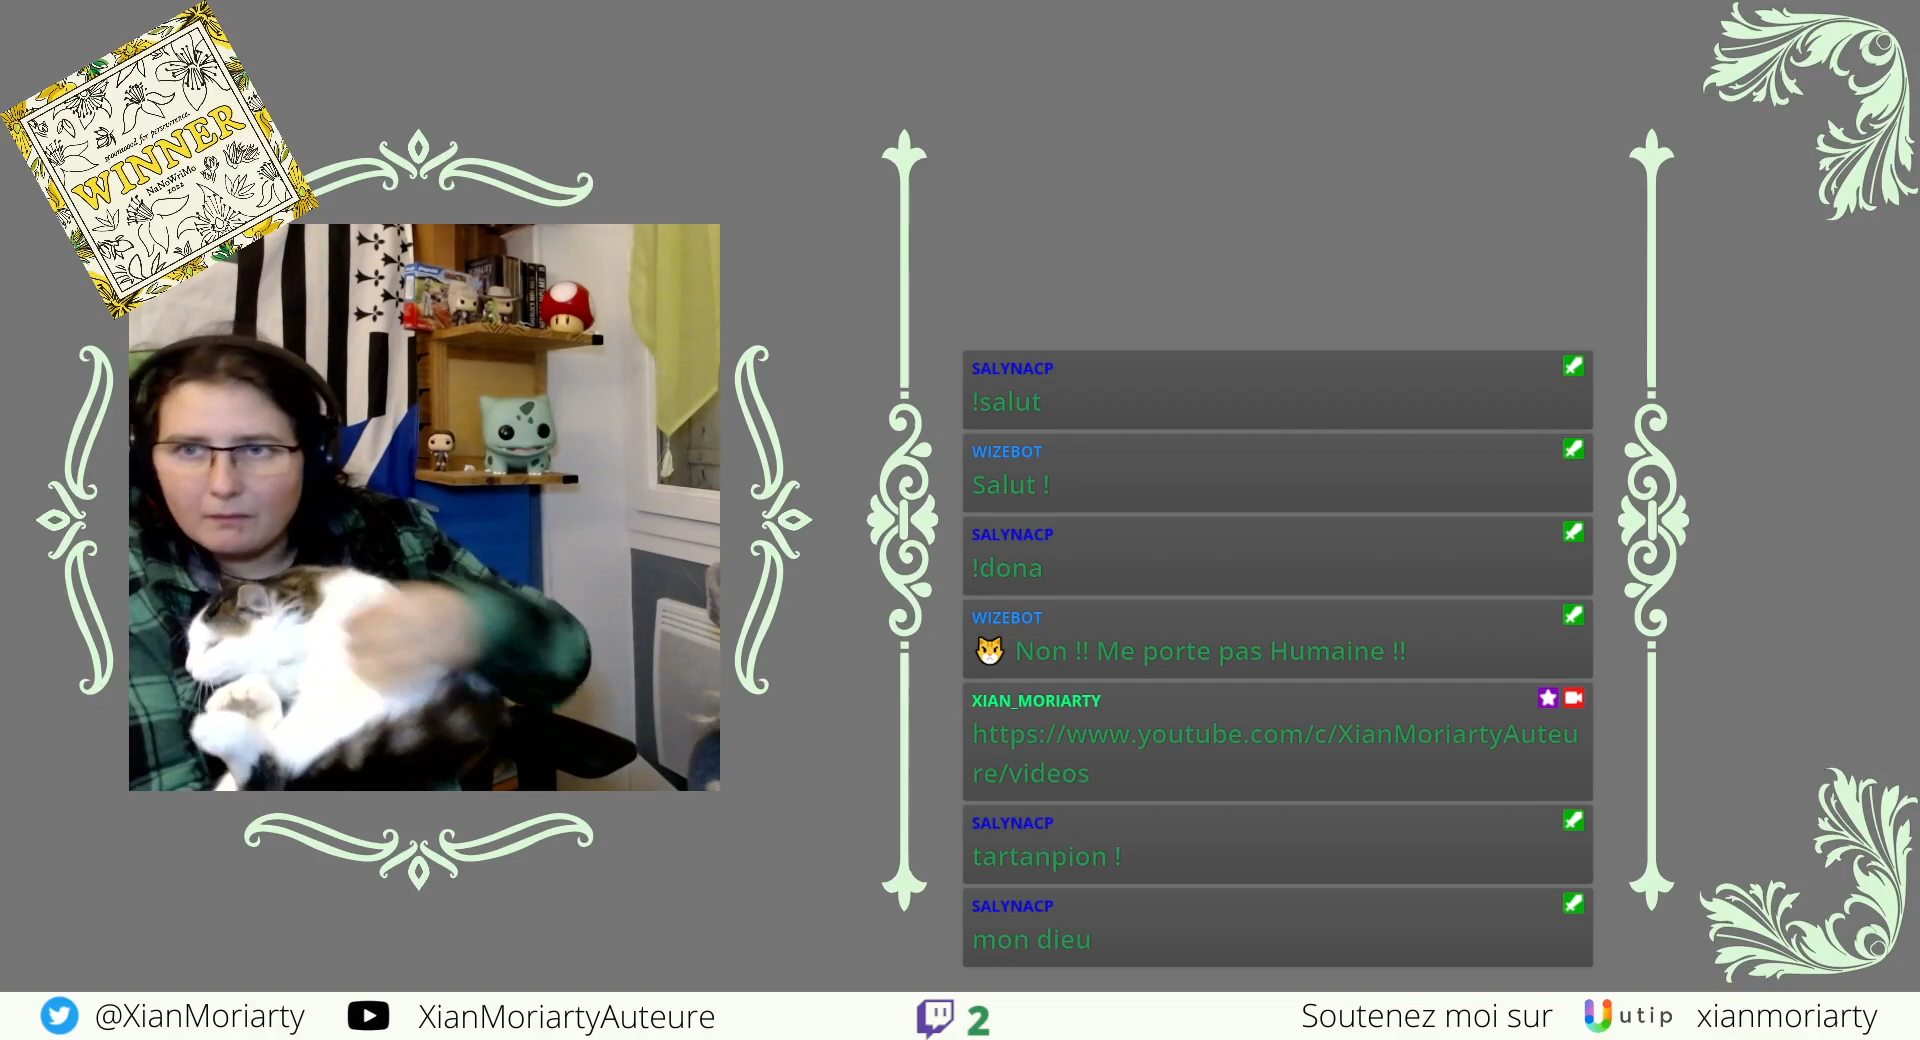 WINNER
NaNoWriMo
2022
SALYNACP
!salut
WIZEBOT
Salut !
SALYNACP
!dona
WIZEBOT
Non !! Me porte pas Humaine !!
XIAN_MORIARTY
https://www.youtube.com/c/XianMoriartyAuteu
re/videos
SALYNACP
tartanpion !
SALYNACP
mon dieu
@XianMoriarty
XianMoriartyAuteure
2
Soutenez moi sur
utip
xianmoriarty